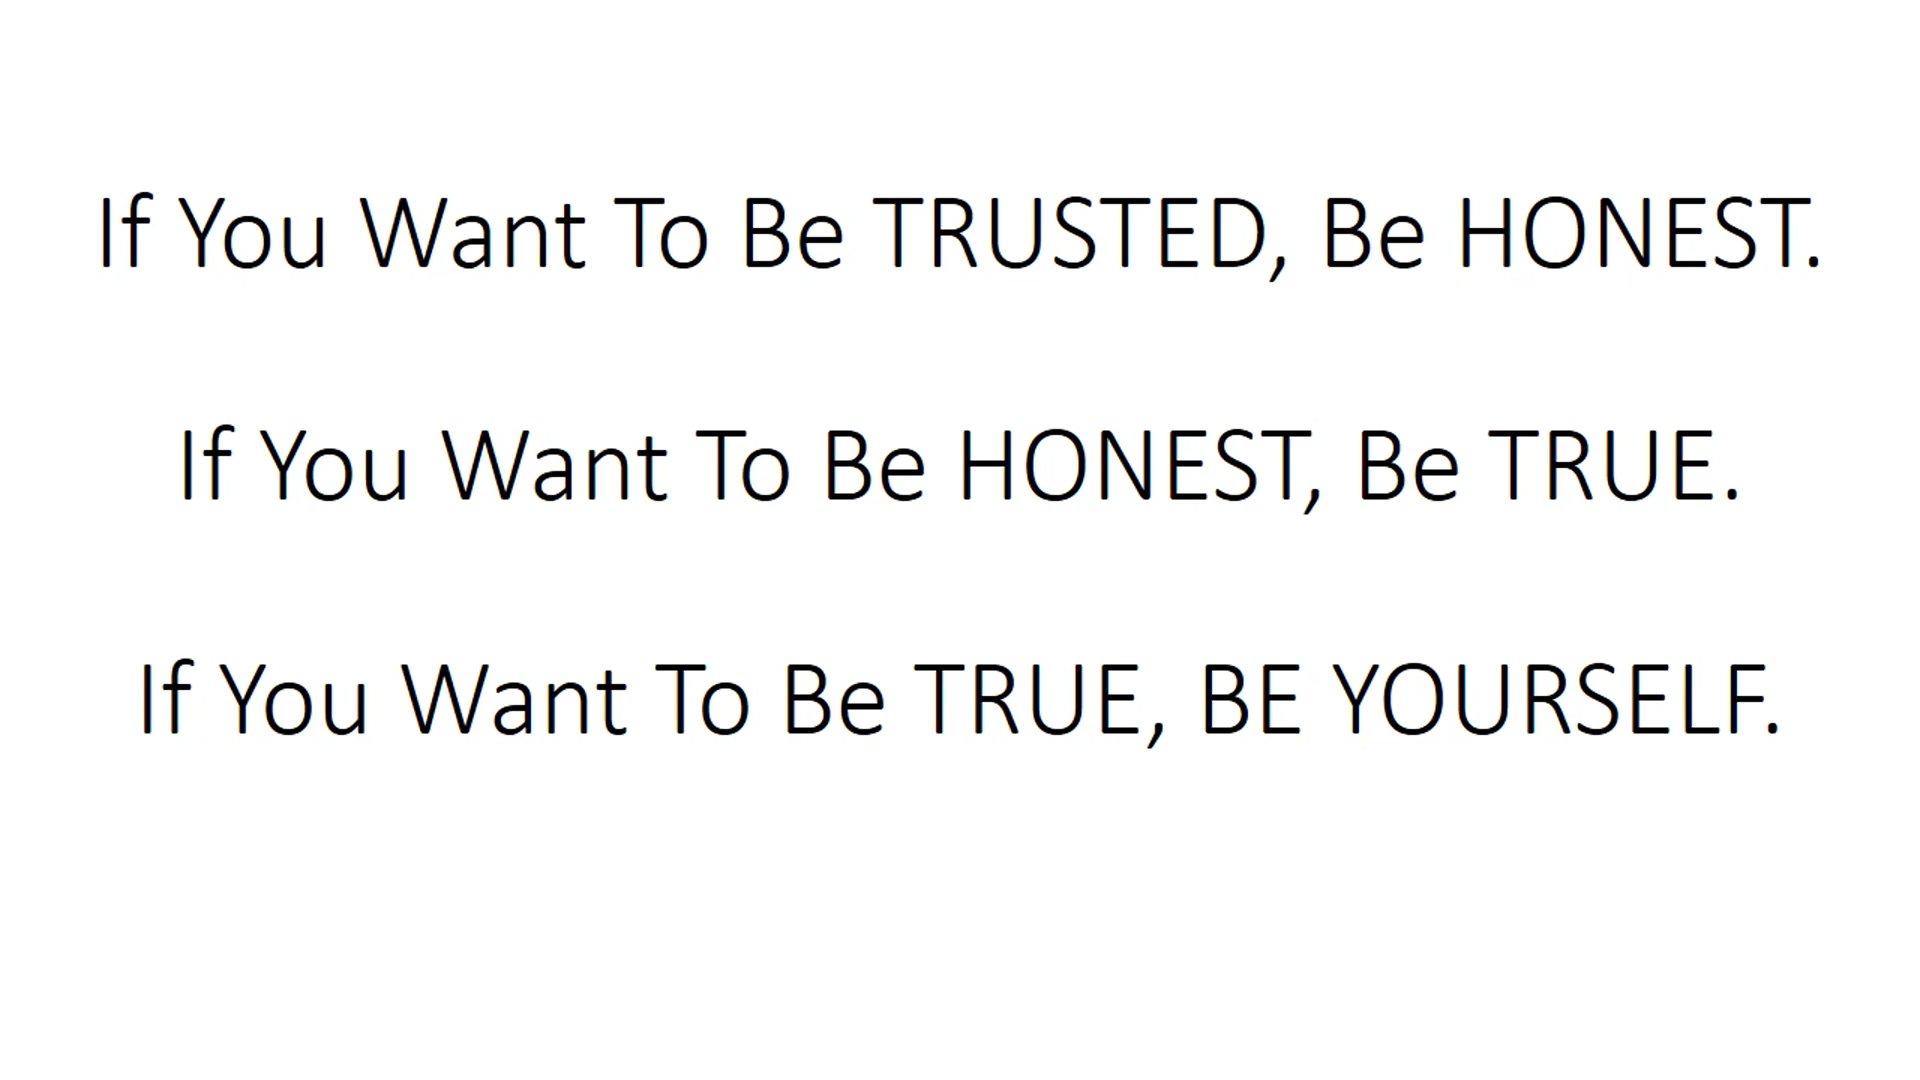 If You Want To Be TRUSTED, Be HONEST.
If You Want To Be HONEST, Be TRUE.
If You Want To Be TRUE, BE YOURSELF.